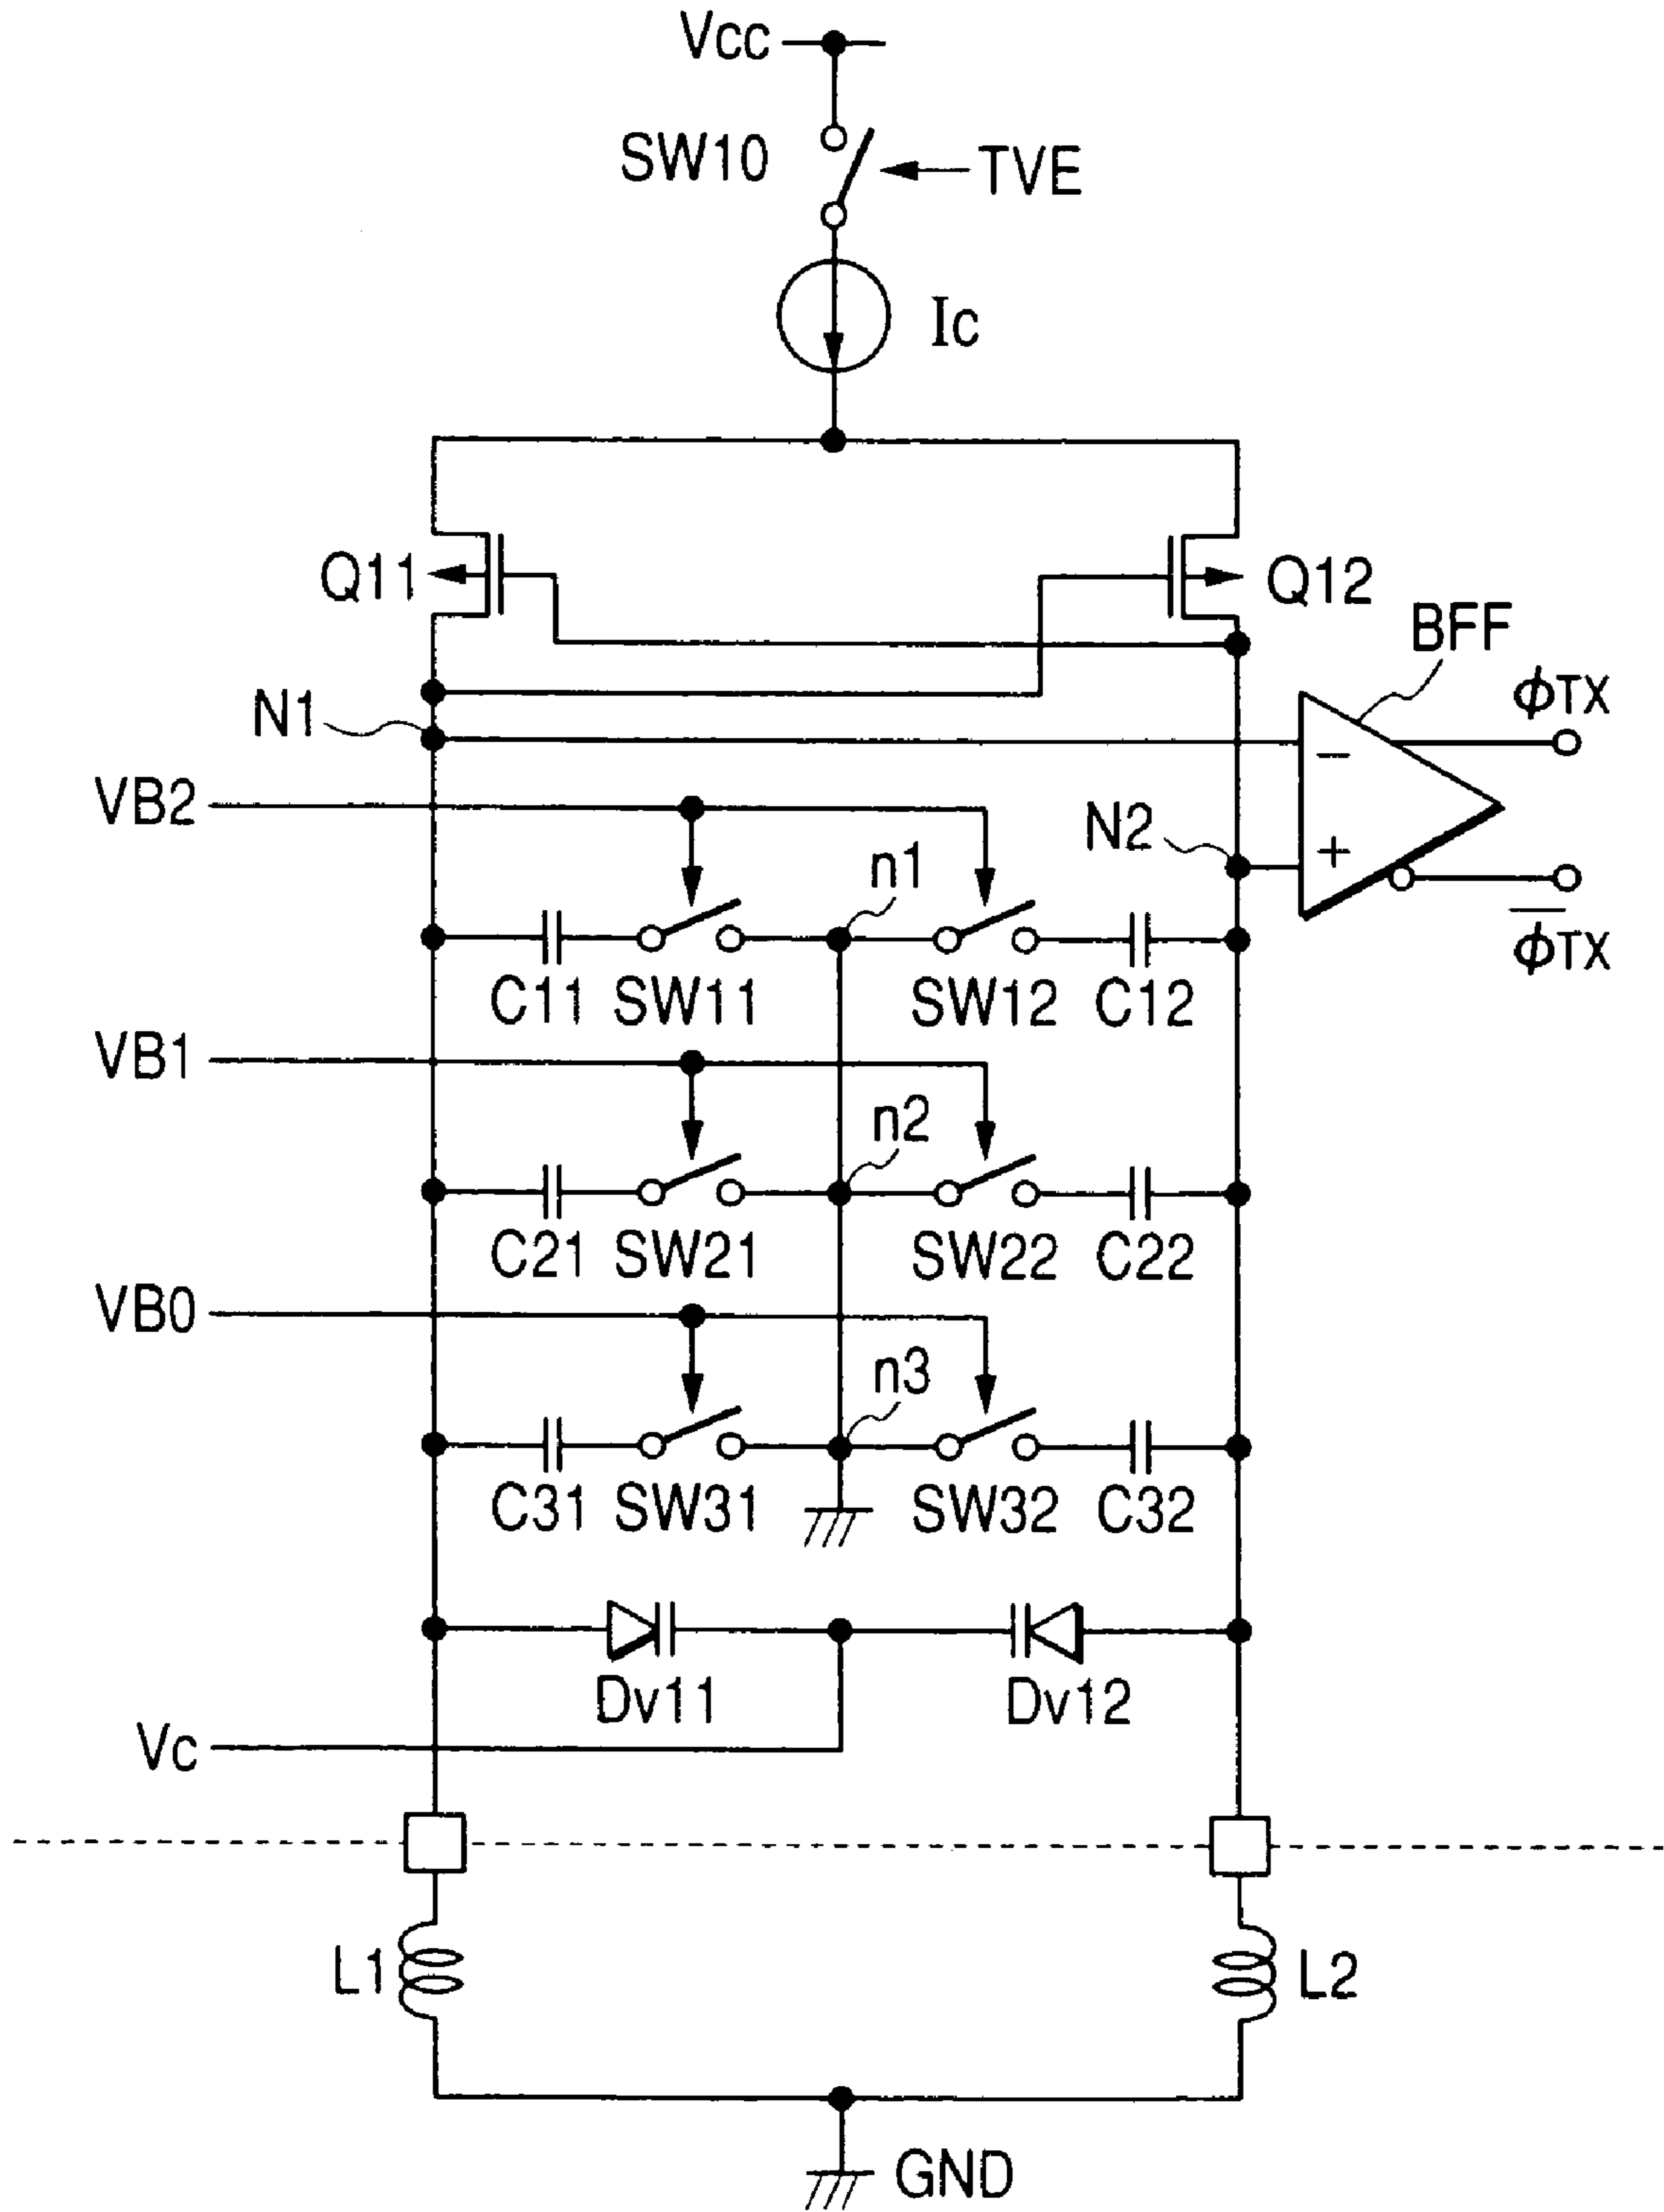 Vcc
SW10
TVE
Ic
Q11
Q12
BFF
ϕTX
N1
−
VB2
N2
+
n1
ϕ̅TX
C11 SW11 SW12 C12
VB1
n2
C21 SW21 SW22 C22
VB0
n3
C31 SW31 SW32 C32
Dv11 Dv12
Vc
L1 L2
GND